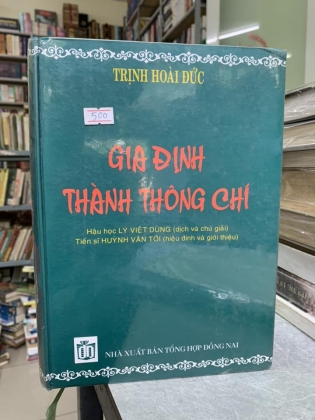 TRỊNH HOÀI ĐỨC
500
GIA ĐỊNH
THÀNH THÔNG CHÍ
Hậu học LÝ VIỆT DŨNG (dịch và chú giải)
Tiến sĩ HUỲNH VĂN TỚI (hiệu đính và giới thiệu)
NHÀ XUẤT BẢN TỔNG HỢP ĐỒNG NAI